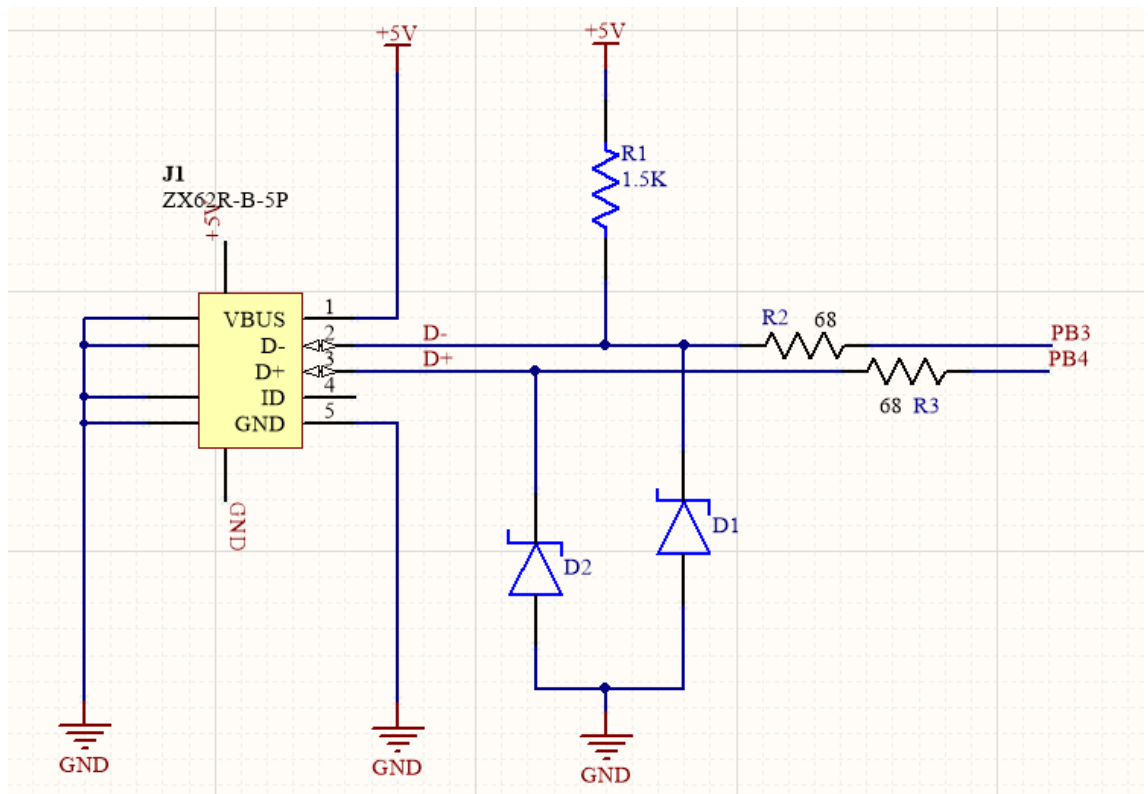 +5V
+5V
J1
ZX62R-B-5P
+5V
R1
1.5K
VBUS
D-
D+
ID
GND
1
2
3
4
5
D-
D+
R2
68
PB3
PB4
68
R3
GND
D1
D2
GND
GND
GND